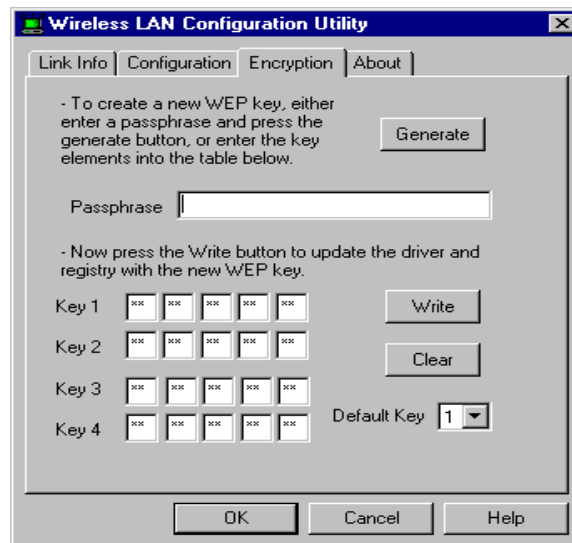 Wireless LAN Configuration Utility
Link Info Configuration Encryption About
- To create a new WEP key, either
enter a passphrase and press the
generate button, or enter the key
elements into the table below.
Generate
Passphrase
- Now press the Write button to update the driver and
registry with the new WEP key.
Key 1 ** ** ** ** **
Write
Key 2 ** ** ** ** **
Clear
Key 3 ** ** ** ** **
Default Key 1
Key 4 ** ** ** ** **
OK Cancel Help